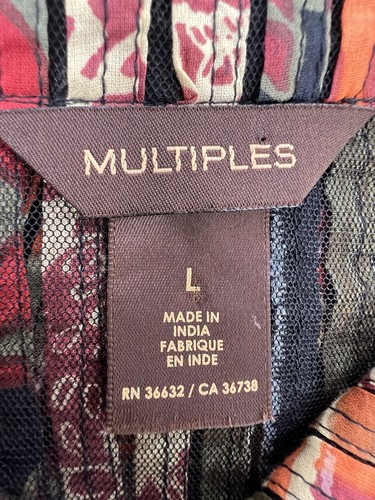 MULTIPLES
L
MADE IN
INDIA
FABRIQUE
EN INDE
RN 36632 / CA 36738